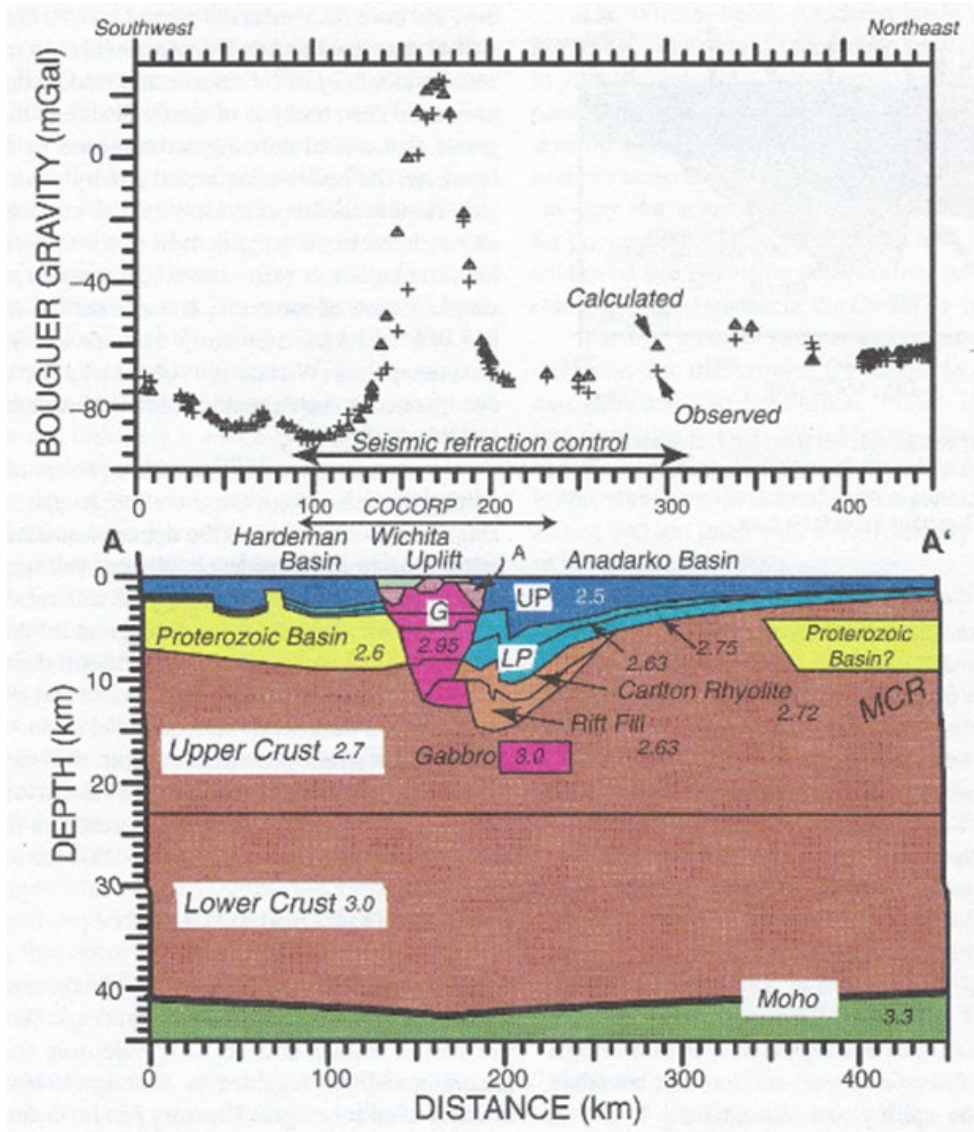 Southwest Northeast
BOUGUER GRAVITY (mGal)
0
-40
-80
Calculated
Observed
Seismic refraction control
0 100 200 300 400
COCORP
A A'
Hardeman Basin
Wichita Uplift
A
Anadarko Basin
DEPTH (km)
0
10
20
30
40
G
UP
2.5
2.95
LP
Proterozoic Basin 2.6
2.63
2.75
Proterozoic Basin?
Carlton Rhyolite
2.72
MCR
Rift Fill
2.63
Upper Crust 2.7
Gabbro 3.0
Lower Crust 3.0
Moho
3.3
0 100 200 300 400
DISTANCE (km)